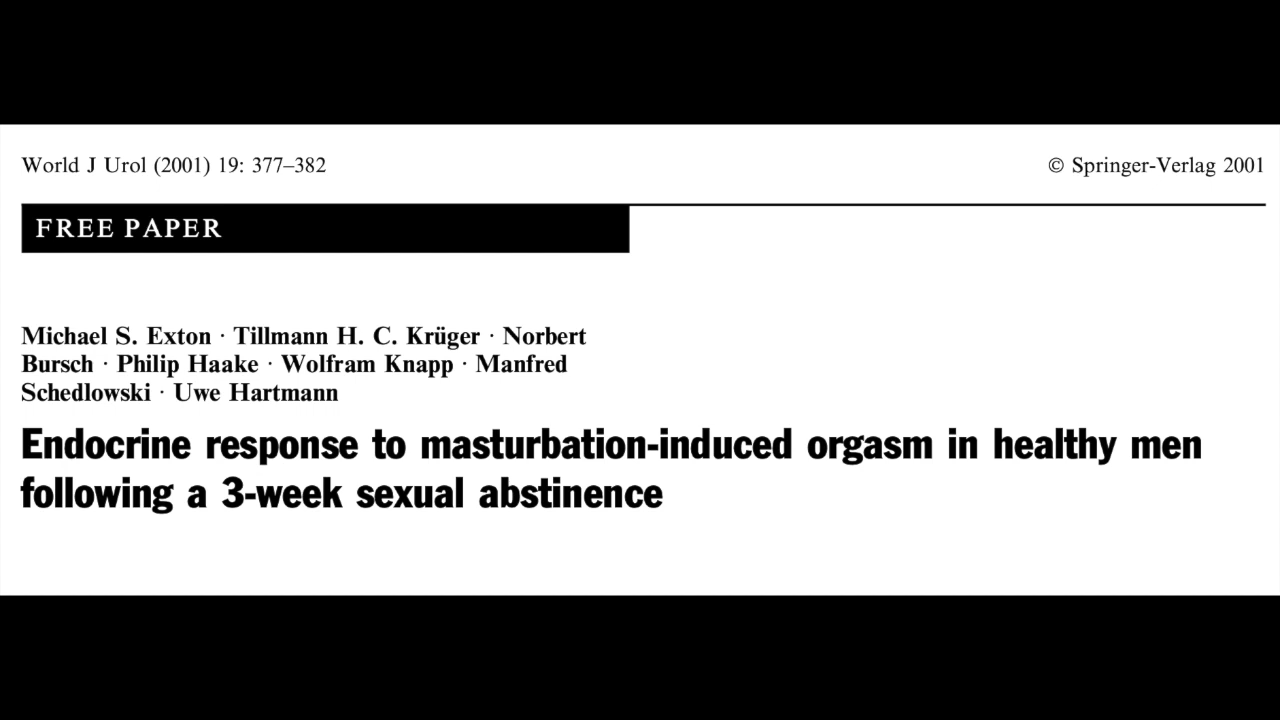 World J Urol (2001) 19: 377–382
© Springer-Verlag 2001
FREE PAPER
Michael S. Exton · Tillmann H. C. Krüger · Norbert
Bursch · Philip Haake · Wolfram Knapp · Manfred
Schedlowski · Uwe Hartmann
Endocrine response to masturbation-induced orgasm in healthy men
following a 3-week sexual abstinence